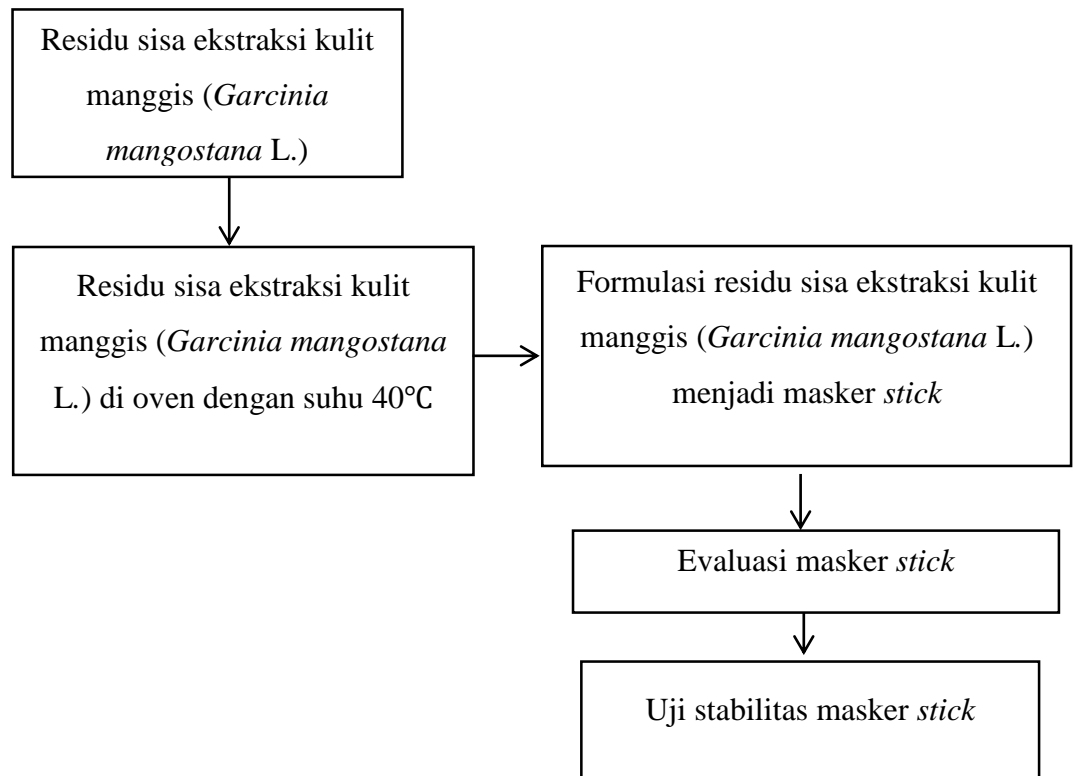 Residu sisa ekstraksi kulit
manggis (Garcinia
mangostana L.)
Residu sisa ekstraksi kulit
manggis (Garcinia mangostana
L.) di oven dengan suhu 40℃
Formulasi residu sisa ekstraksi kulit
manggis (Garcinia mangostana L.)
menjadi masker stick
Evaluasi masker stick
Uji stabilitas masker stick